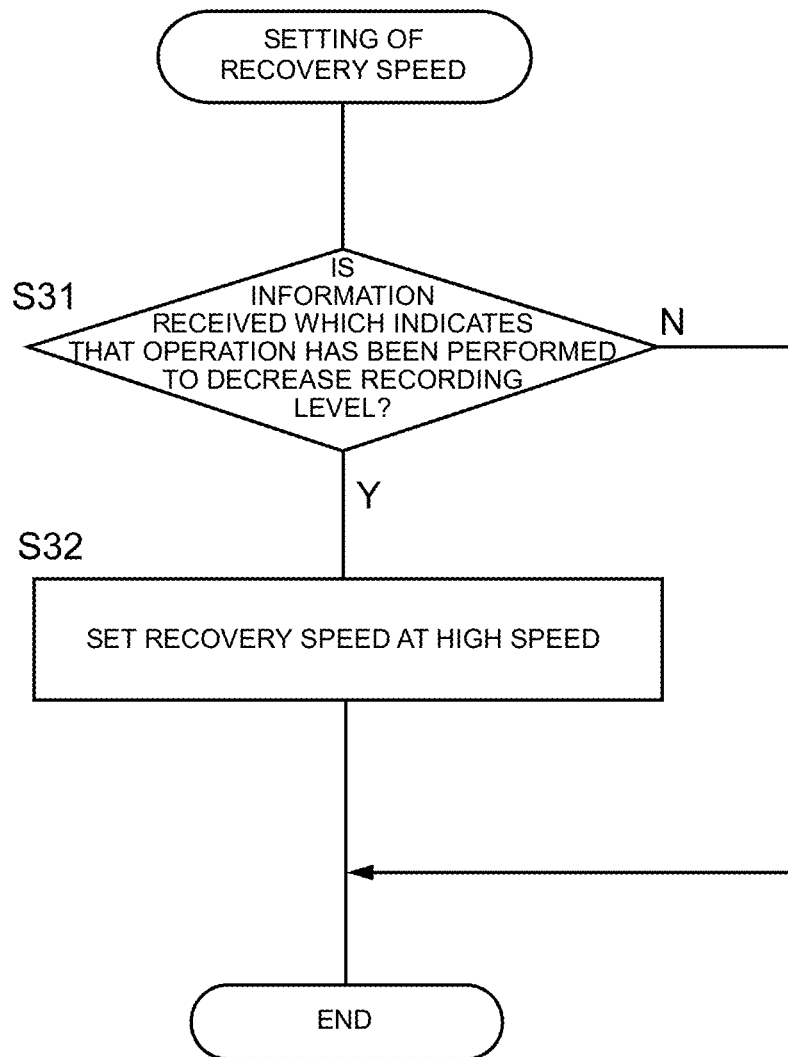 SETTING OF
RECOVERY SPEED
S31
IS
INFORMATION
RECEIVED WHICH INDICATES
THAT OPERATION HAS BEEN PERFORMED
TO DECREASE RECORDING
LEVEL?
N
Y
S32
SET RECOVERY SPEED AT HIGH SPEED
END